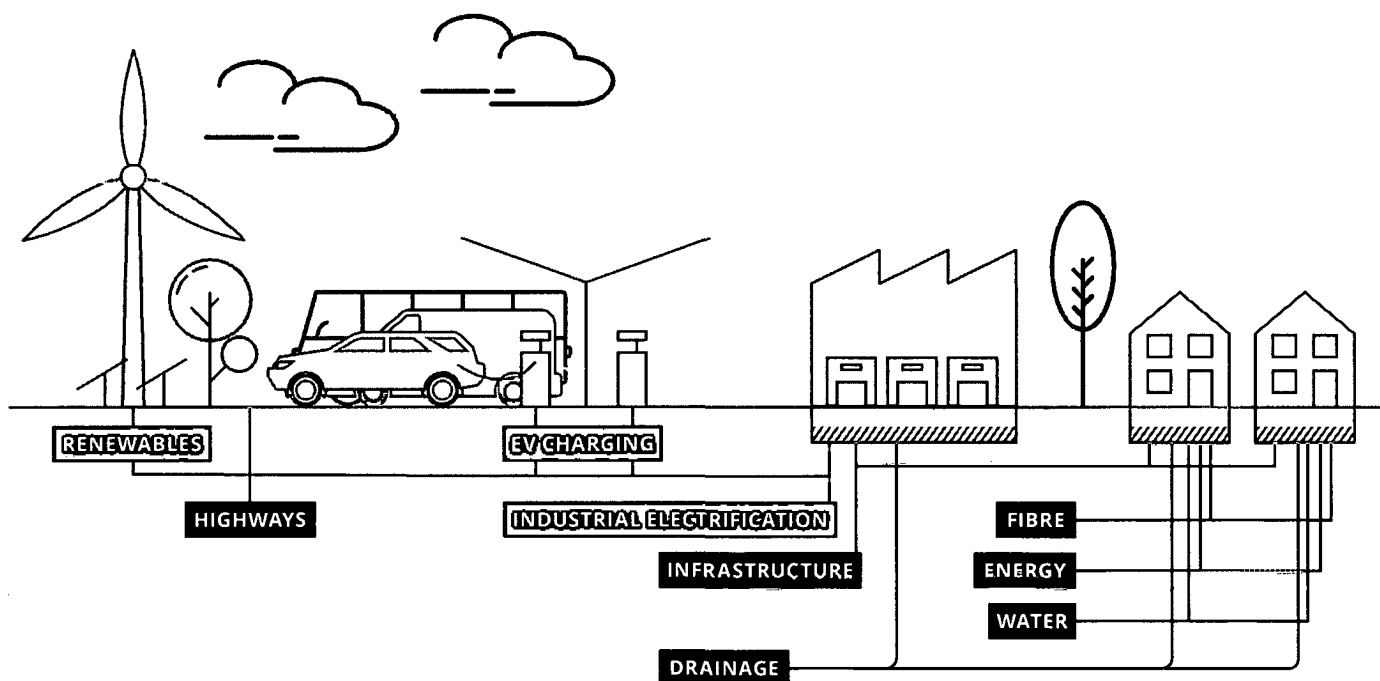 RENEWABLES
EV CHARGING
HIGHWAYS
INDUSTRIAL ELECTRIFICATION
FIBRE
INFRASTRUCTURE
ENERGY
WATER
DRAINAGE